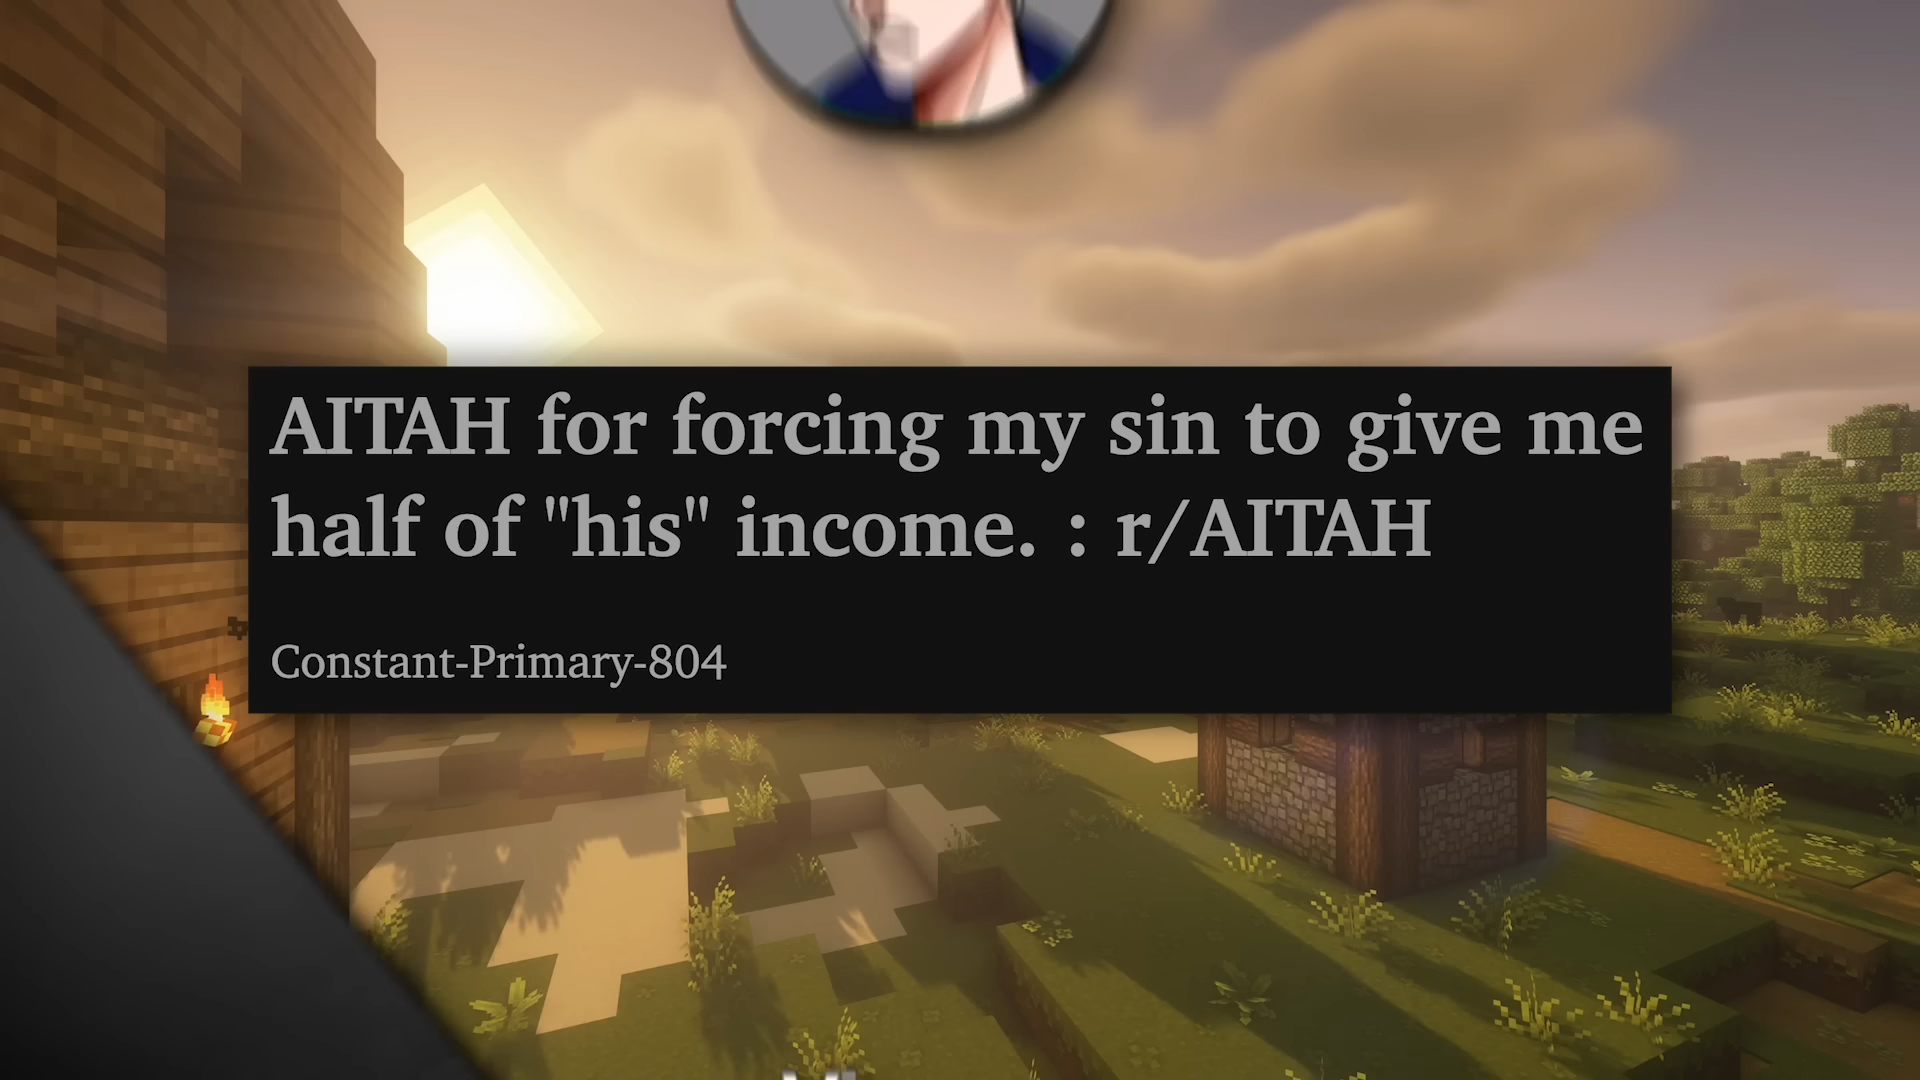 AITAH for forcing my sin to give me
half of "his" income. : r/AITAH
Constant-Primary-804